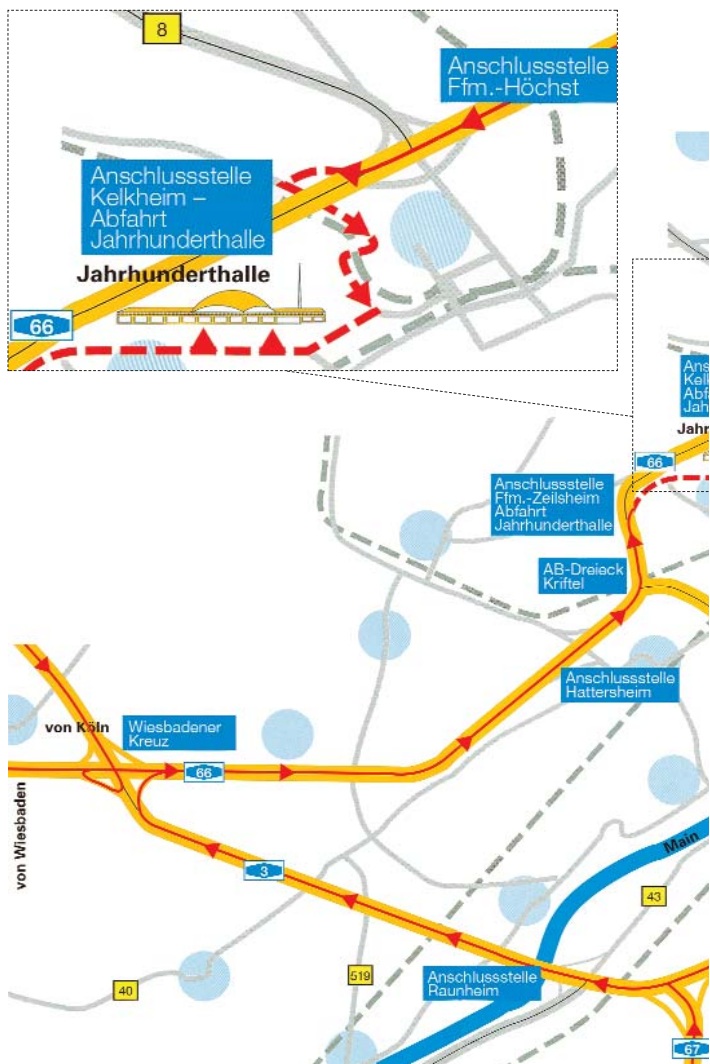 8
Anschlussstelle
Ffm.-Höchst
Anschlussstelle
Kelkheim –
Abfahrt
Jahrhunderthalle
Jahrhunderthalle
66
Jahr
66
Anschlussstelle
Ffm.-Zeilsheim
Abfahrt
Jahrhunderthalle
AB-Dreieck
Kriftel
Anschlussstelle
Hattersheim
von Köln
Wiesbadener
Kreuz
66
von Wiesbaden
Main
3
43
40
519
Anschlussstelle
Raunheim
67